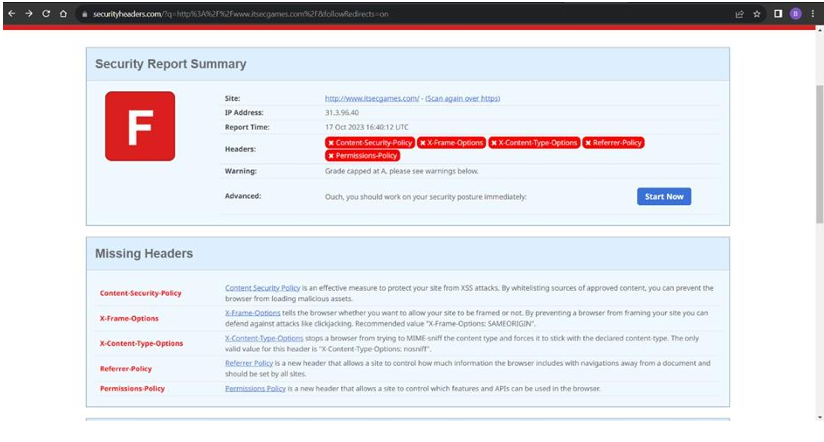 securityheaders.com/?q=http%3A%2F%2Fwww.itsecgames.com%2F&followRedirects=on
B
Security Report Summary
F
Site: http://www.itsecgames.com/ - (Scan again over https)
IP Address: 31.3.96.40
Report Time: 17 Oct 2023 16:40:12 UTC
Headers: ✖ Content-Security-Policy ✖ X-Frame-Options ✖ X-Content-Type-Options ✖ Referrer-Policy
✖ Permissions-Policy
Warning: Grade capped at A, please see warnings below.
Advanced: Ouch, you should work on your security posture immediately: Start Now
Missing Headers
Content-Security-Policy Content Security Policy is an effective measure to protect your site from XSS attacks. By whitelisting sources of approved content, you can prevent the
browser from loading malicious assets.
X-Frame-Options X-Frame-Options tells the browser whether you want to allow your site to be framed or not. By preventing a browser from framing your site you can
defend against attacks like clickjacking. Recommended value "X-Frame-Options: SAMEORIGIN".
X-Content-Type-Options X-Content-Type-Options stops a browser from trying to MIME-sniff the content type and forces it to stick with the declared content-type. The only
valid value for this header is "X-Content-Type-Options: nosniff".
Referrer-Policy Referrer Policy is a new header that allows a site to control how much information the browser includes with navigations away from a document and
should be set by all sites.
Permissions-Policy Permissions Policy is a new header that allows a site to control which features and APIs can be used in the browser.